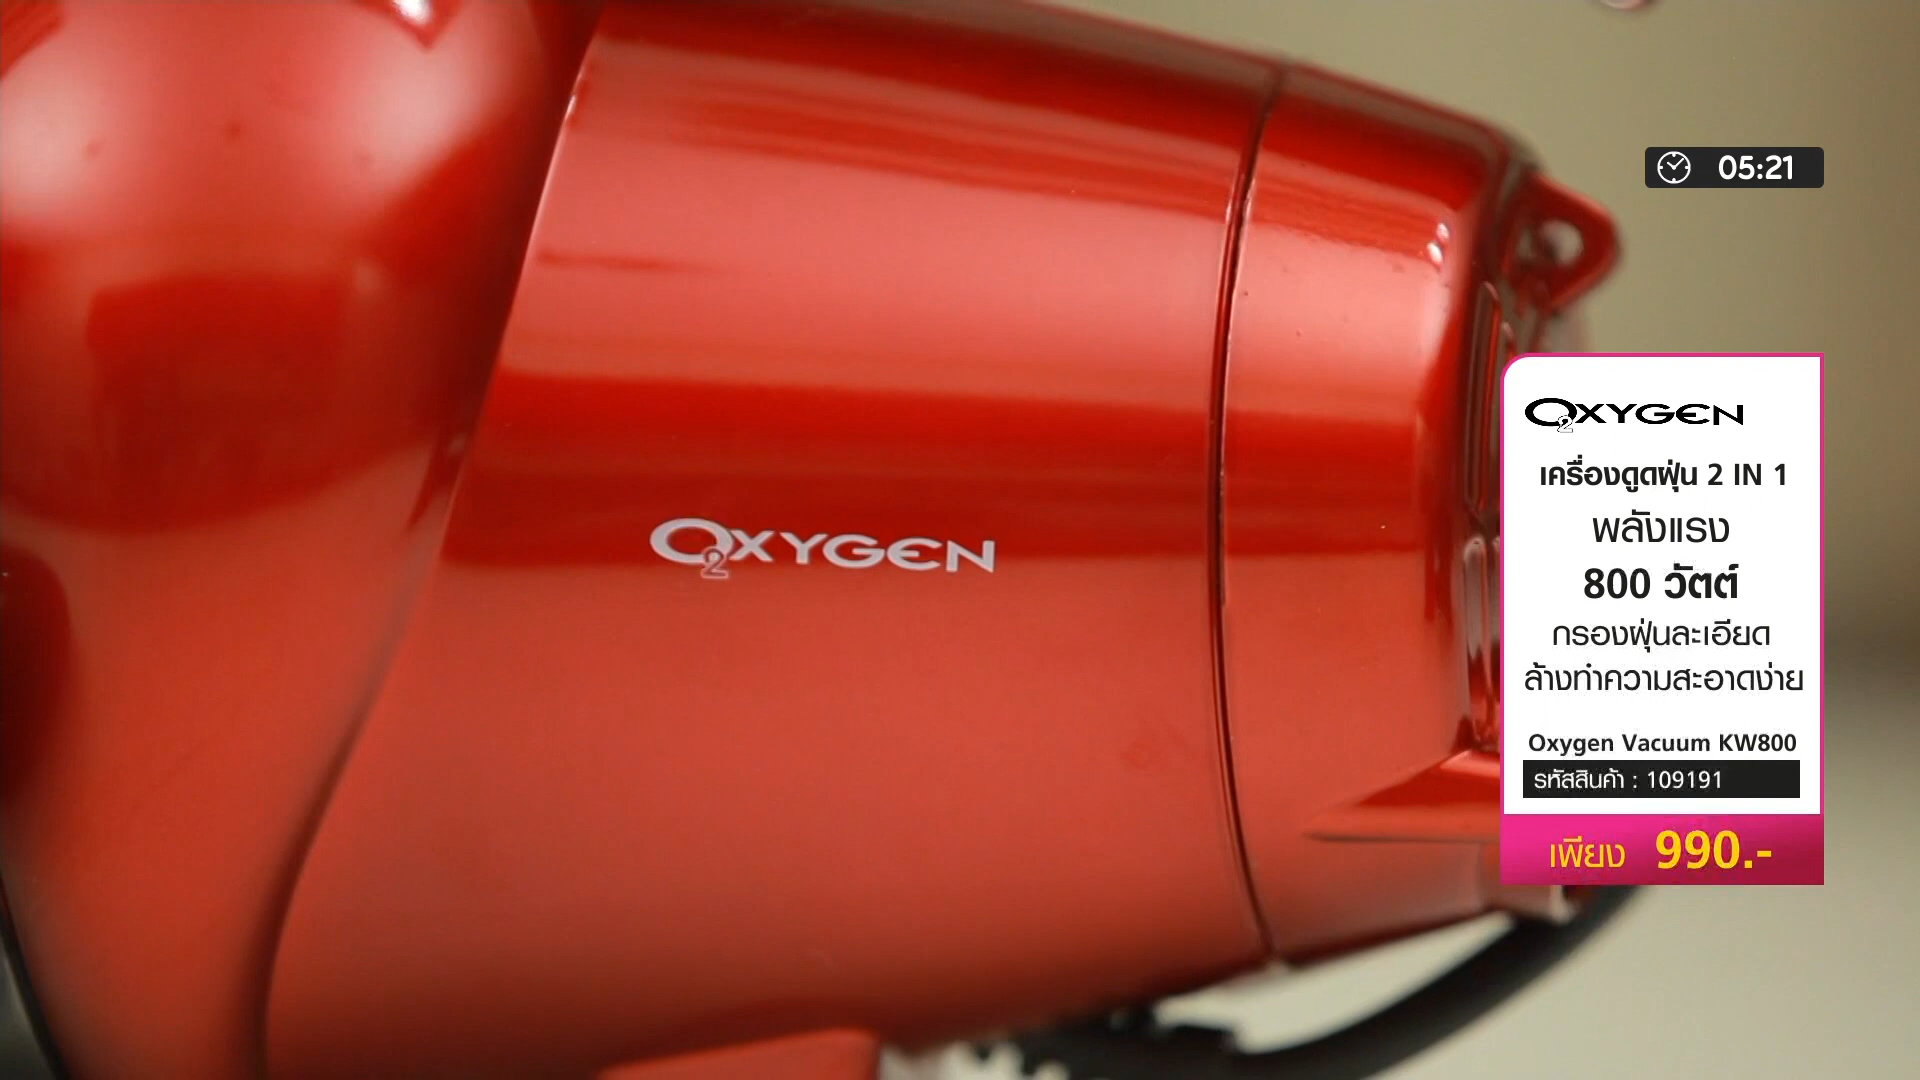 05:21
O2XYGEN
O2XYGEN
เครื่องดูดฝุ่น 2 IN 1
พลังแรง
800 วัตต์
กรองฝุ่นละเอียด
ล้างทำความสะอาดง่าย
Oxygen Vacuum KW800
รหัสสินค้า : 109191
เพียง 990.-